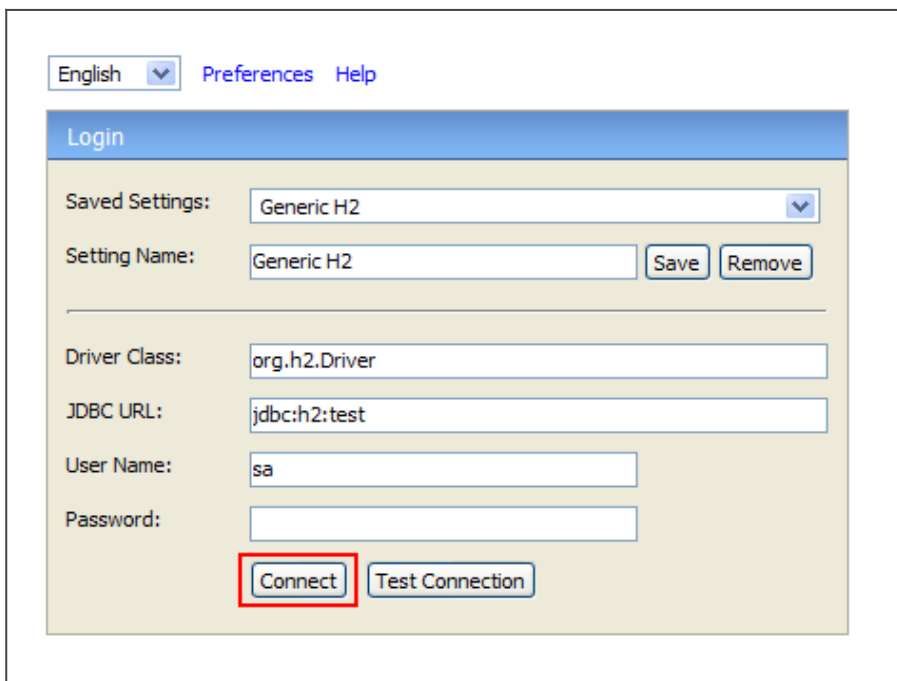 English Preferences Help
Login
Saved Settings: Generic H2
Setting Name: Generic H2 Save Remove
Driver Class: org.h2.Driver
JDBC URL: jdbc:h2:test
User Name: sa
Password:
Connect Test Connection